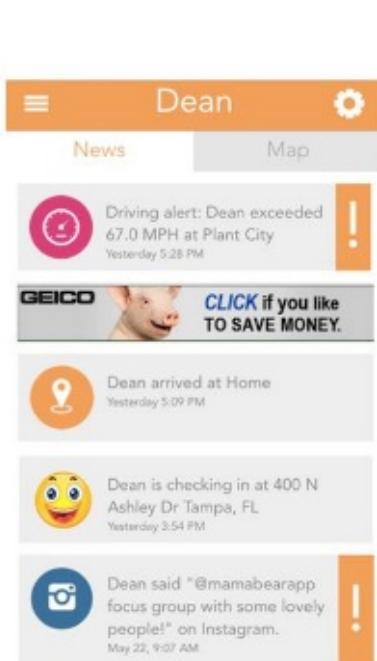 Dean
News
Map
Driving alert: Dean exceeded
67.0 MPH at Plant City
Yesterday 5:28 PM
!
GEICO
CLICK if you like
TO SAVE MONEY.
Dean arrived at Home
Yesterday 5:09 PM
Dean is checking in at 400 N
Ashley Dr Tampa, FL
Yesterday 3:54 PM
Dean said "@mamabearapp
focus group with some lovely
people!" on Instagram.
May 22, 9:07 AM
!